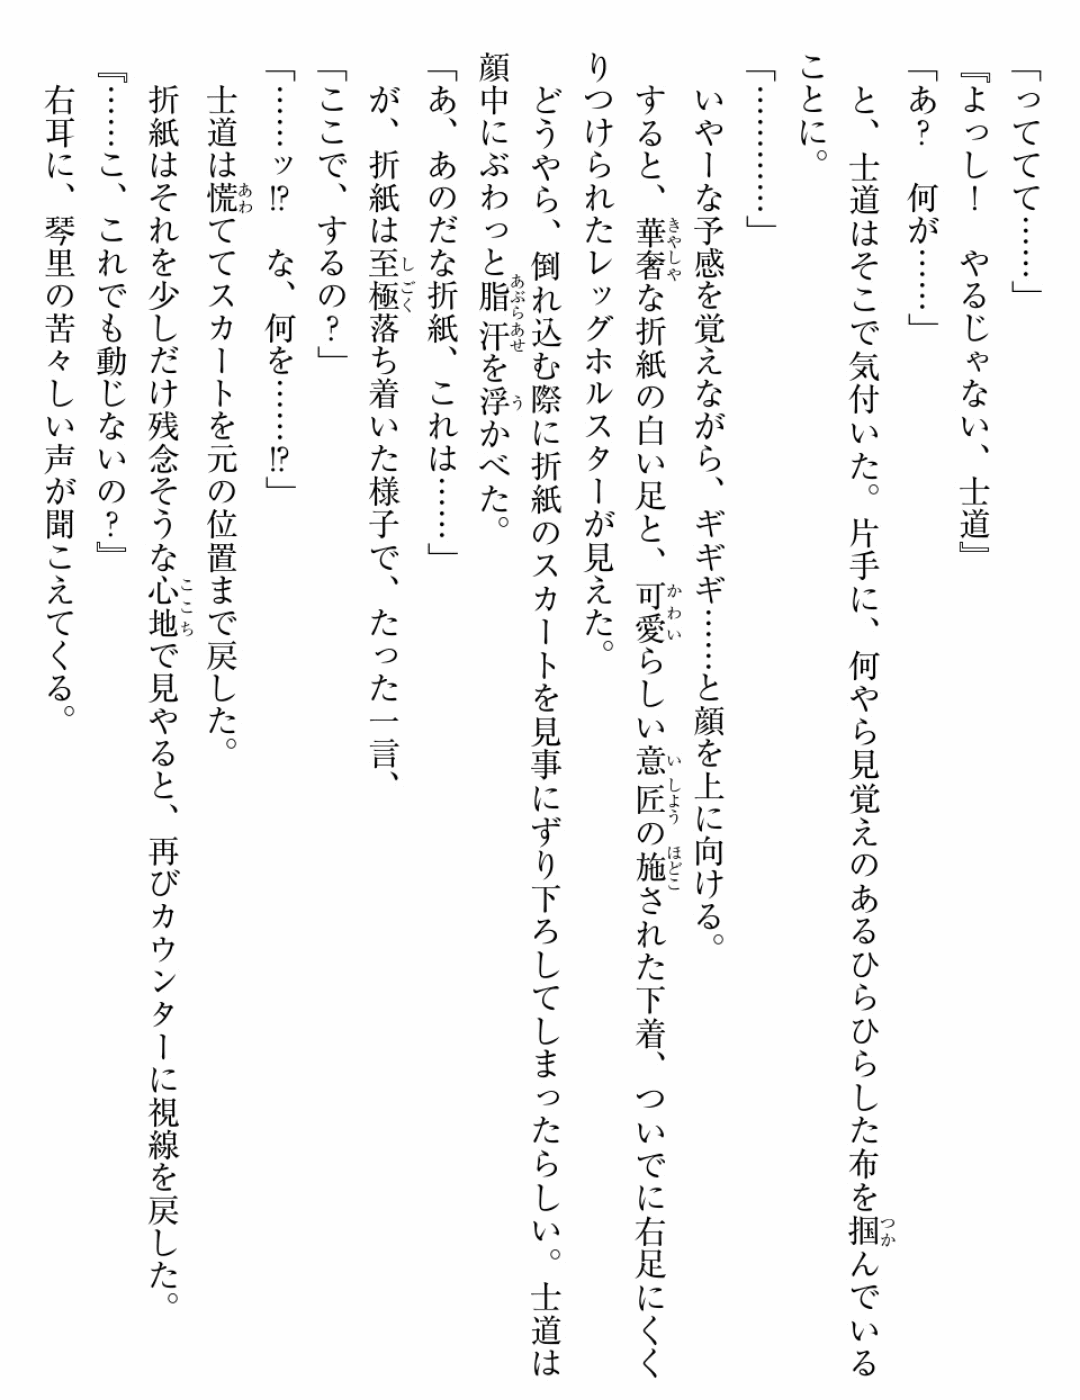 「ってて……」
『よっし！　やるじゃない、士道』
「あ？　何が……」
と、士道はそこで気付いた。片手に、何やら見覚えのあるひらひらした布を掴んでいる
ことに。
「…………」
いやーな予感を覚えながら、ギギギ……と顔を上に向ける。
すると、華奢な折紙の白い足と、可愛らしい意匠の施された下着、ついでに右足にくく
りつけられたレッグホルスターが見えた。
どうやら、倒れ込む際に折紙のスカートを見事にずり下ろしてしまったらしい。士道は
顔中にぶわっと脂汗を浮かべた。
「あ、あのだな折紙、これは……」
が、折紙は至極落ち着いた様子で、たった一言、
「ここで、するの？」
「……ッ⁉　な、何を……⁉」
士道は慌ててスカートを元の位置まで戻した。
折紙はそれを少しだけ残念そうな心地で見やると、再びカウンターに視線を戻した。
『……こ、これでも動じないの？』
右耳に、琴里の苦々しい声が聞こえてくる。